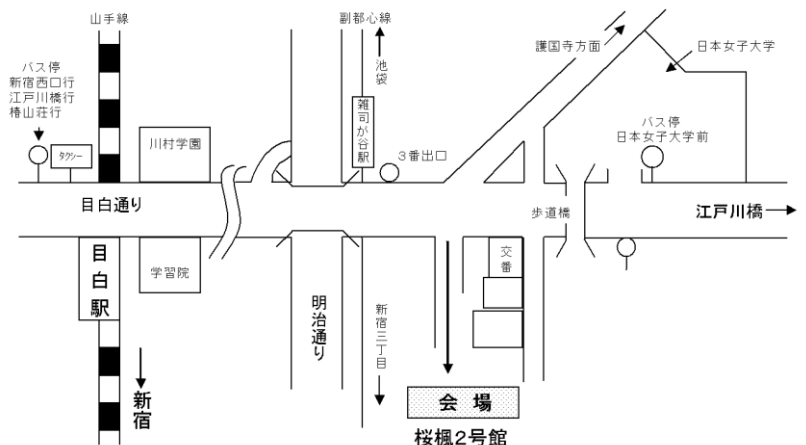 山手線
副都心線
護国寺方面
日本女子大学
バス停
新宿西口行
江戸川橋行
椿山荘行
池袋
雑司が谷駅
川村学園
タクシー
3番出口
バス停
日本女子大学前
目白通り
歩道橋
江戸川橋
目白駅
学習院
交番
明治通り
新宿三丁目
新宿
会場
桜楓2号館